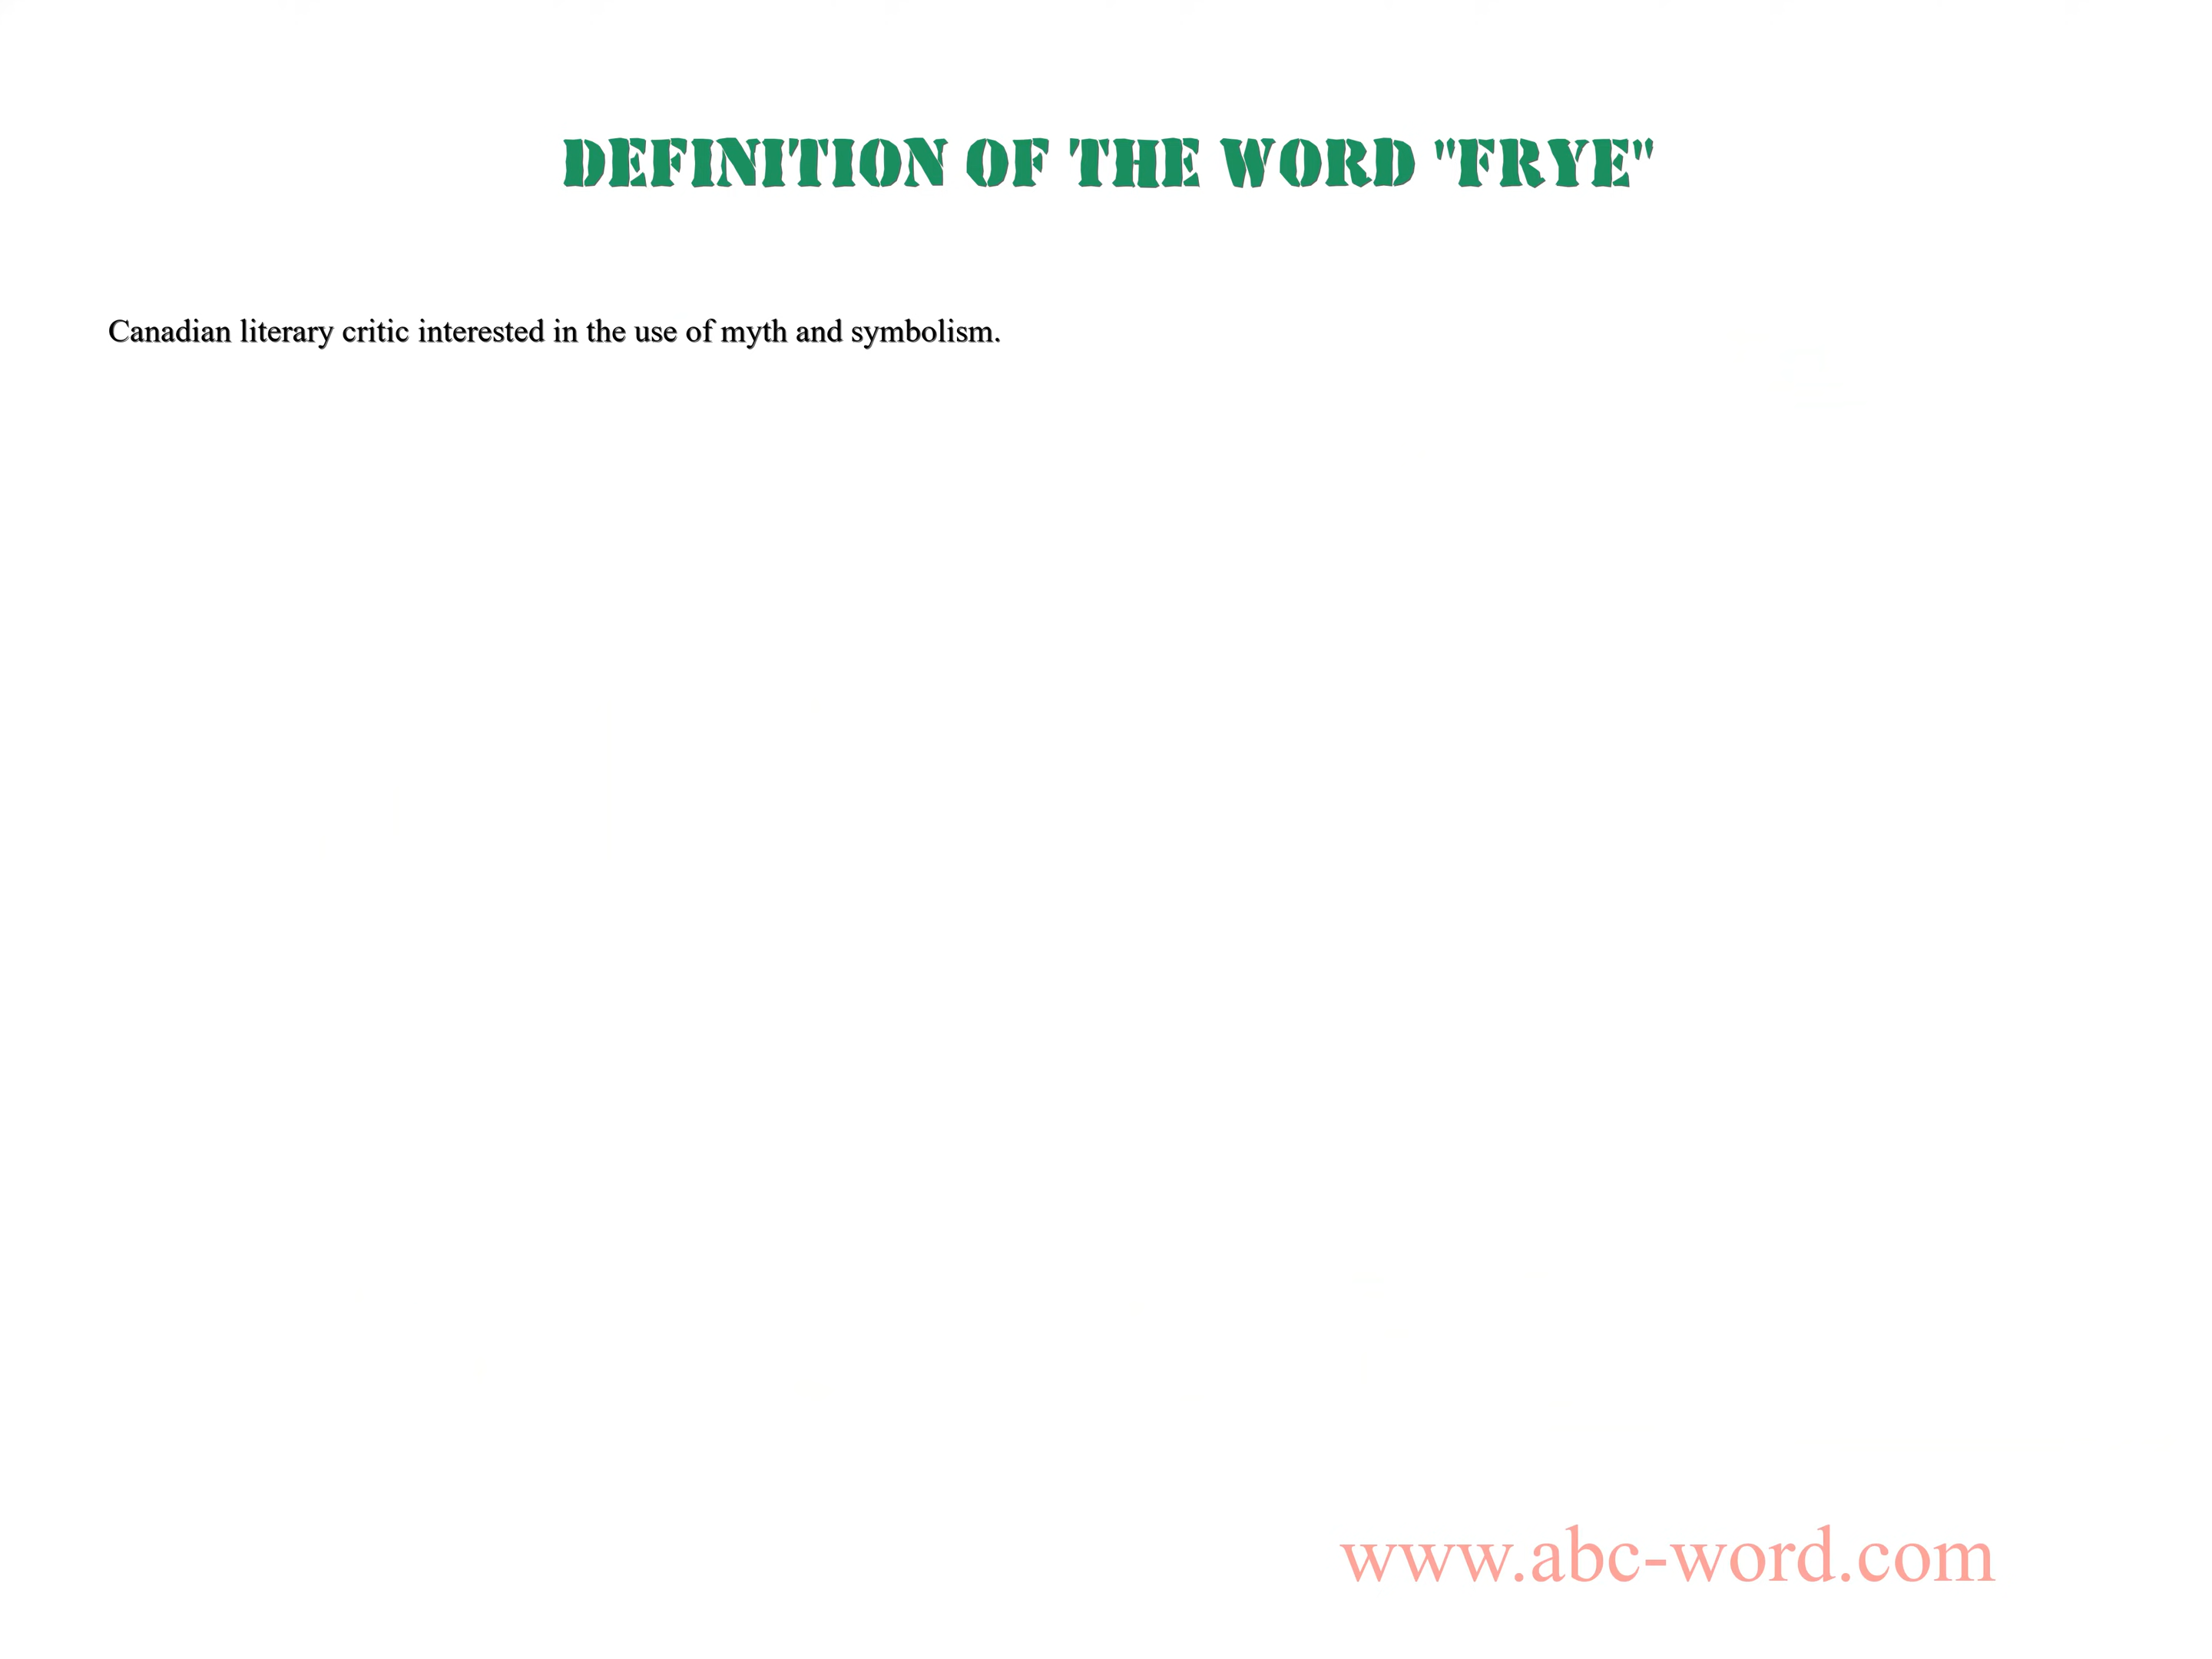 DEFINITION OF THE WORD "FRYE"
Canadian literary critic interested in the use of myth and symbolism.
www.abc-word.com